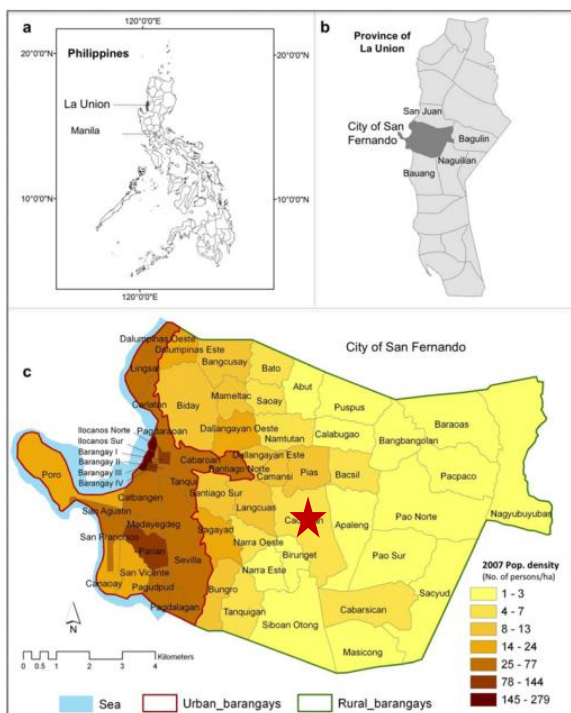 a
Philippines
20°0'0"N
20°0'0"N
La Union
Manila
10°0'0"N
10°0'0"N
120°0'0"E
120°0'0"E
b
Province of
La Union
San Juan
City of San
Fernando
Bagulin
Naguilian
Bauang
c
City of San Fernando
Dalumpinas Oeste
Dalumpinas Este
Lingsat
Bangcusay
Bato
Abut
Carlatan
Biday
Mameltac
Saoay
Puspus
Baraoas
Ilocanos Norte
Ilocanos Sur
Barangay I
Barangay II
Barangay III
Barangay IV
Pagdarapan
Dallangayan Oeste
Namtutan
Calabugao
Bangbangolan
Cabaroan
Dallangayan Este
Santiago Norte
Camansi
Pias
Bacsil
Pacpaco
Poro
Tanqui
Catbangen
Santiago Sur
Langcuas
Nagyubuyuban
San Agustin
Madayegdeg
Sagayad
Apaleng
Pao Norte
San Francisco
Parian
Sevilla
Narra Oeste
Birunget
Pao Sur
San Vicente
Narra Este
Canaoay
Pagudpud
Bungro
Sacyud
Pagdalagan
Tanquigan
Siboan Otong
Cabarsican
Masicong
N
0 0.5 1 2 3 4
Kilometers
2007 Pop. density
(No. of persons/ha)
1 - 3
4 - 7
8 - 13
14 - 24
25 - 77
78 - 144
145 - 279
Sea
Urban_barangays
Rural_barangays